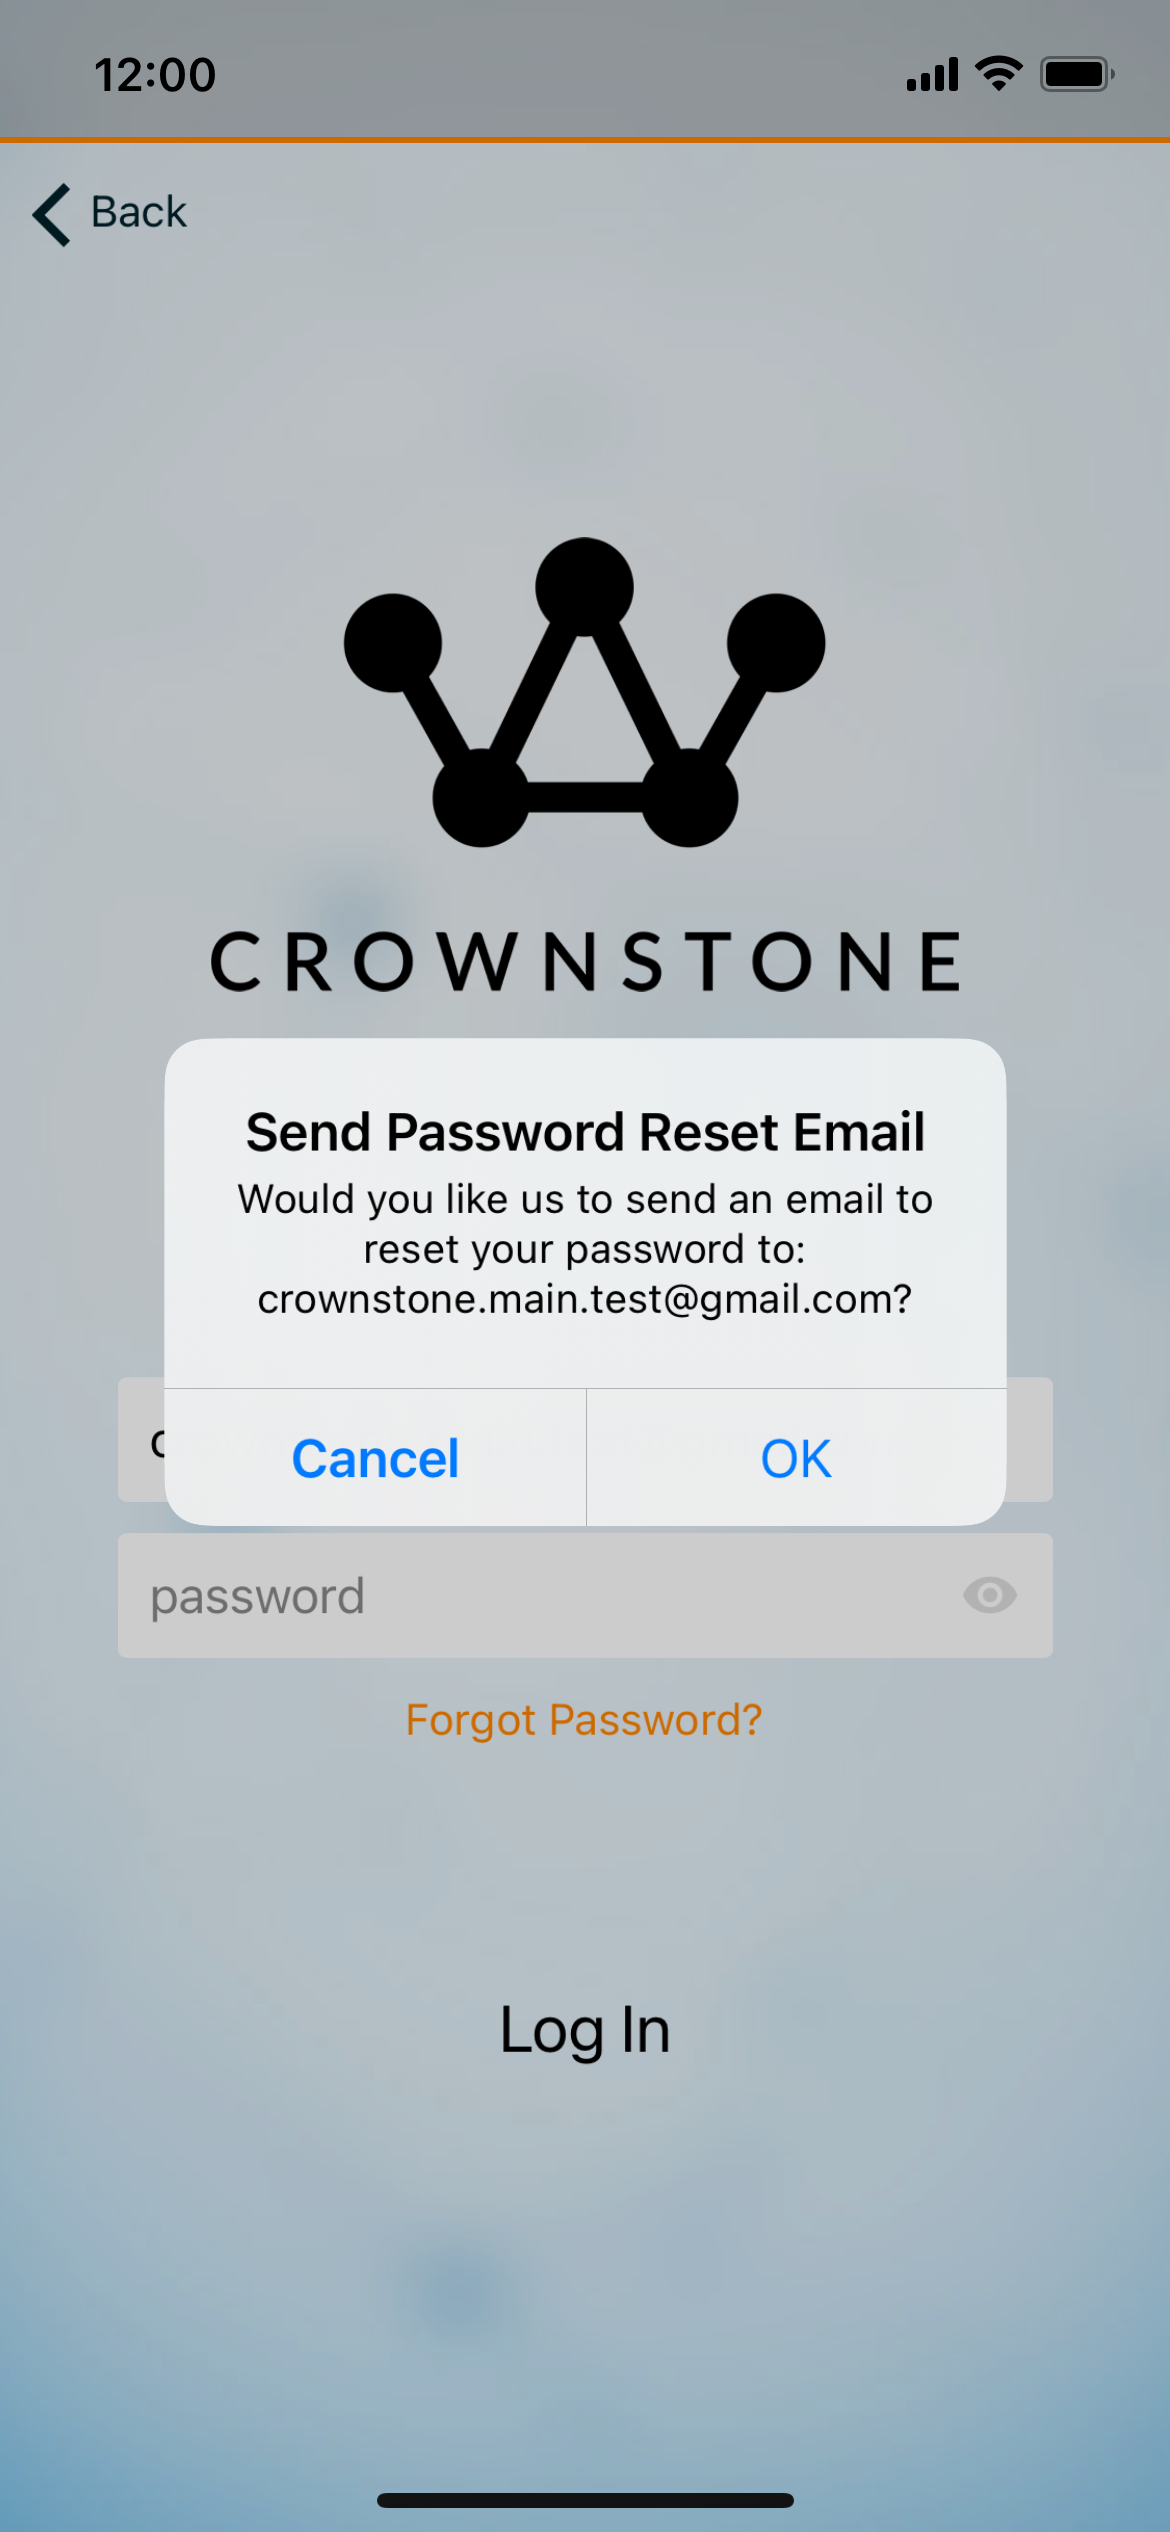 12:00
Back
CROWNSTONE
Send Password Reset Email
Would you like us to send an email to
reset your password to:
crownstone.main.test@gmail.com?
Cancel
OK
password
Forgot Password?
Log In